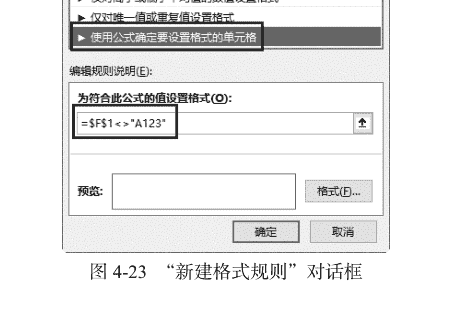 ▶ 仅对唯一值或重复值设置格式
▶ 使用公式确定要设置格式的单元格
编辑规则说明(E):
为符合此公式的值设置格式(O):
=$F$1<>"A123"
预览:
格式(F)...
确定 取消
图 4-23 “新建格式规则”对话框